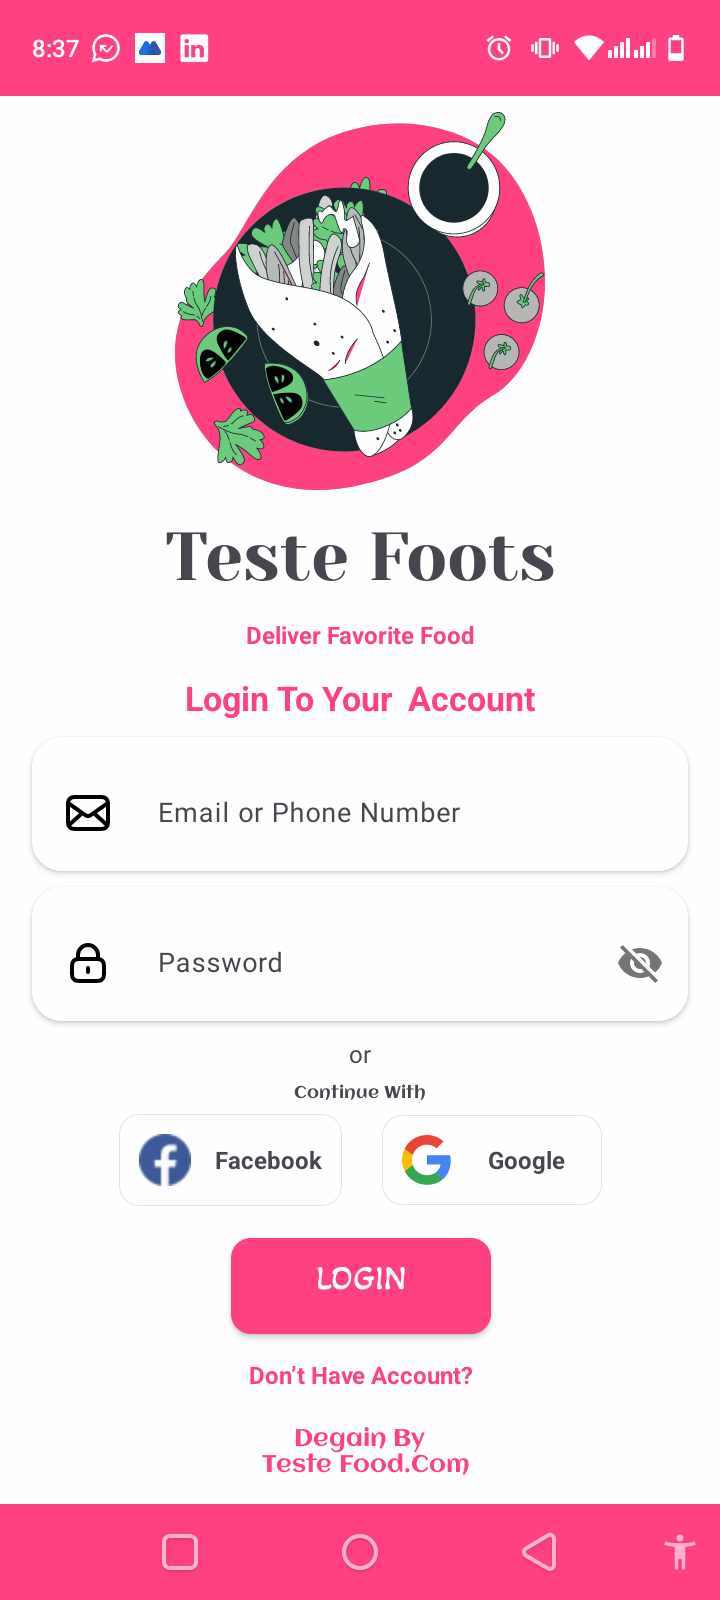 8:37
Teste Foots
Deliver Favorite Food
Login To Your Account
Email or Phone Number
Password
or
Continue With
Facebook
Google
LOGIN
Don't Have Account?
Degain By
Teste Food.Com